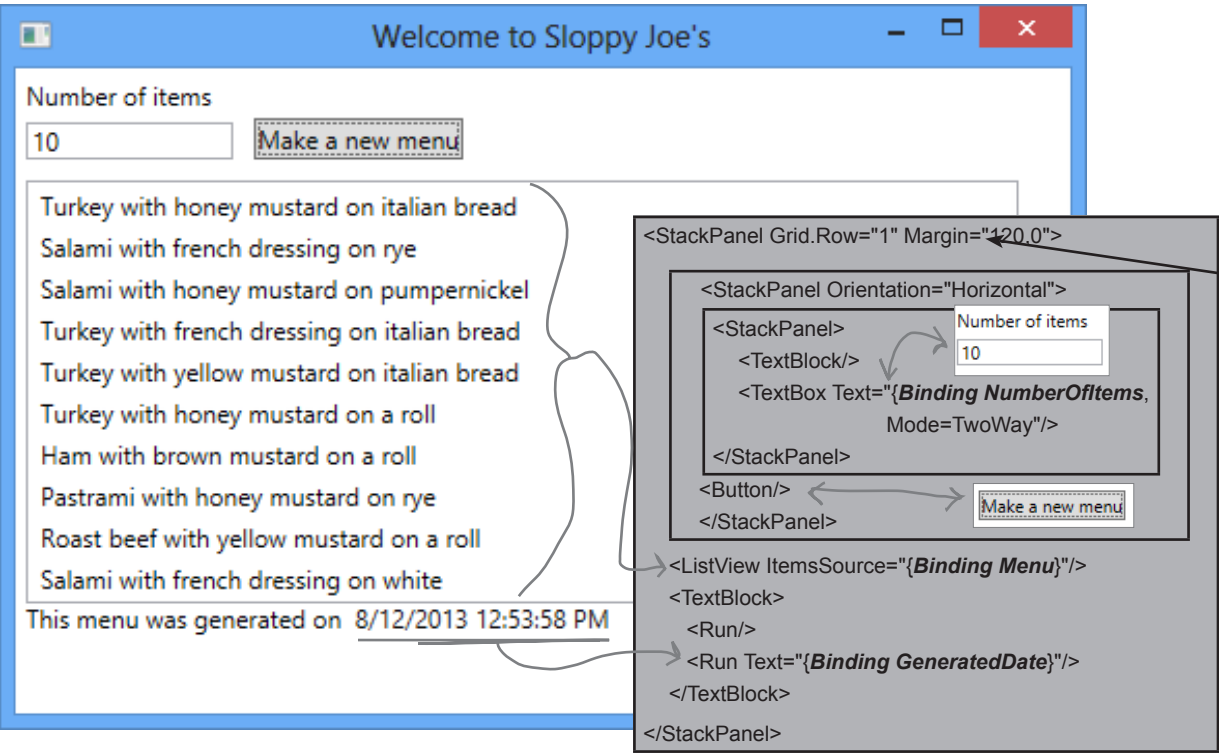 Welcome to Sloppy Joe's
Number of items
10
Make a new menu
Turkey with honey mustard on italian bread
Salami with french dressing on rye
Salami with honey mustard on pumpernickel
Turkey with french dressing on italian bread
Turkey with yellow mustard on italian bread
Turkey with honey mustard on a roll
Ham with brown mustard on a roll
Pastrami with honey mustard on rye
Roast beef with yellow mustard on a roll
Salami with french dressing on white
This menu was generated on 8/12/2013 12:53:58 PM
<StackPanel Grid.Row="1" Margin="120,0">
<StackPanel Orientation="Horizontal">
<StackPanel>
<TextBlock/>
<TextBox Text="{Binding NumberOfItems,
Mode=TwoWay"/>
</StackPanel>
Number of items
10
<Button/>
Make a new menu
</StackPanel>
<ListView ItemsSource="{Binding Menu}"/>
<TextBlock>
<Run/>
<Run Text="{Binding GeneratedDate}"/>
</TextBlock>
</StackPanel>